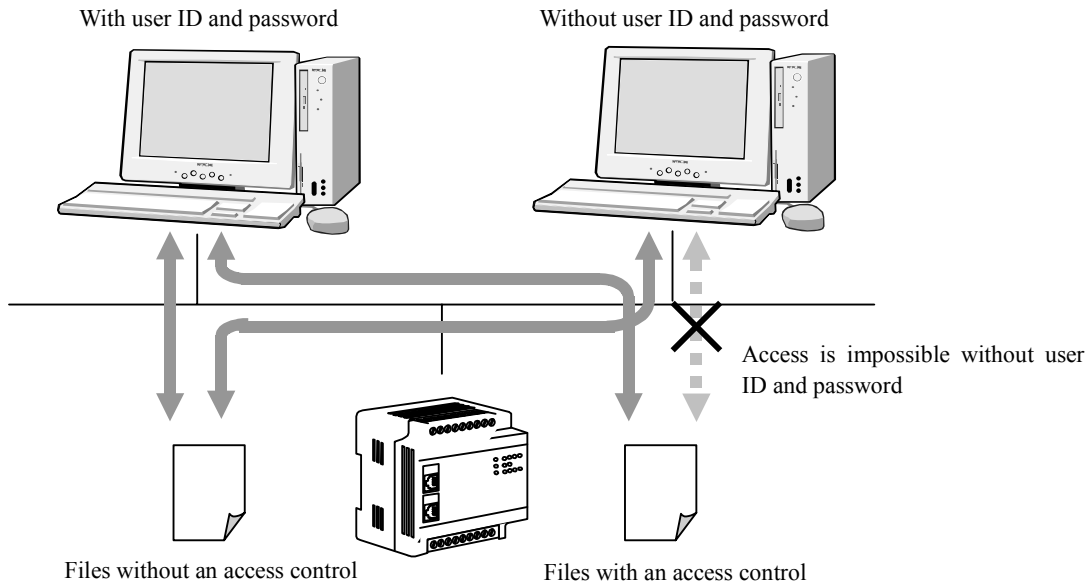 With user ID and password
Without user ID and password
Access is impossible without user
ID and password
Files without an access control
Files with an access control